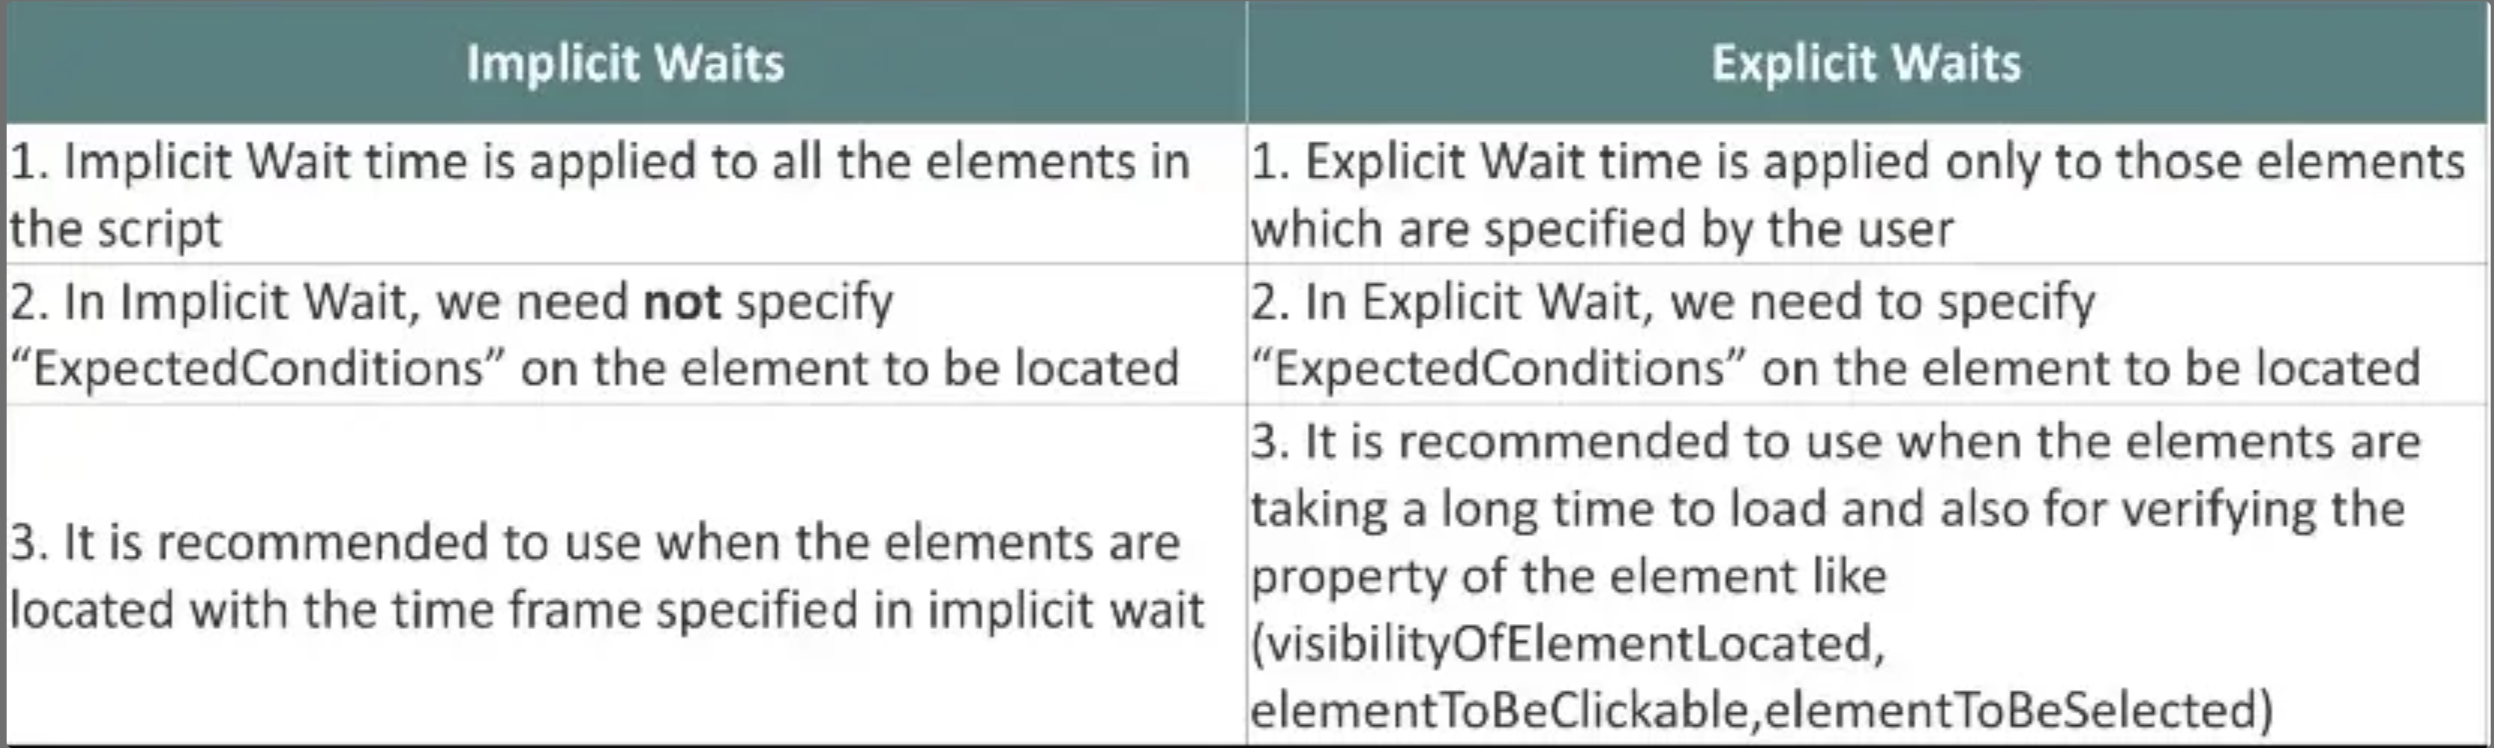 Implicit Waits
Explicit Waits
1. Implicit Wait time is applied to all the elements in
the script
1. Explicit Wait time is applied only to those elements
which are specified by the user
2. In Implicit Wait, we need not specify
“ExpectedConditions” on the element to be located
2. In Explicit Wait, we need to specify
“ExpectedConditions” on the element to be located
3. It is recommended to use when the elements are
located with the time frame specified in implicit wait
3. It is recommended to use when the elements are
taking a long time to load and also for verifying the
property of the element like
(visibilityOfElementLocated,
elementToBeClickable,elementToBeSelected)